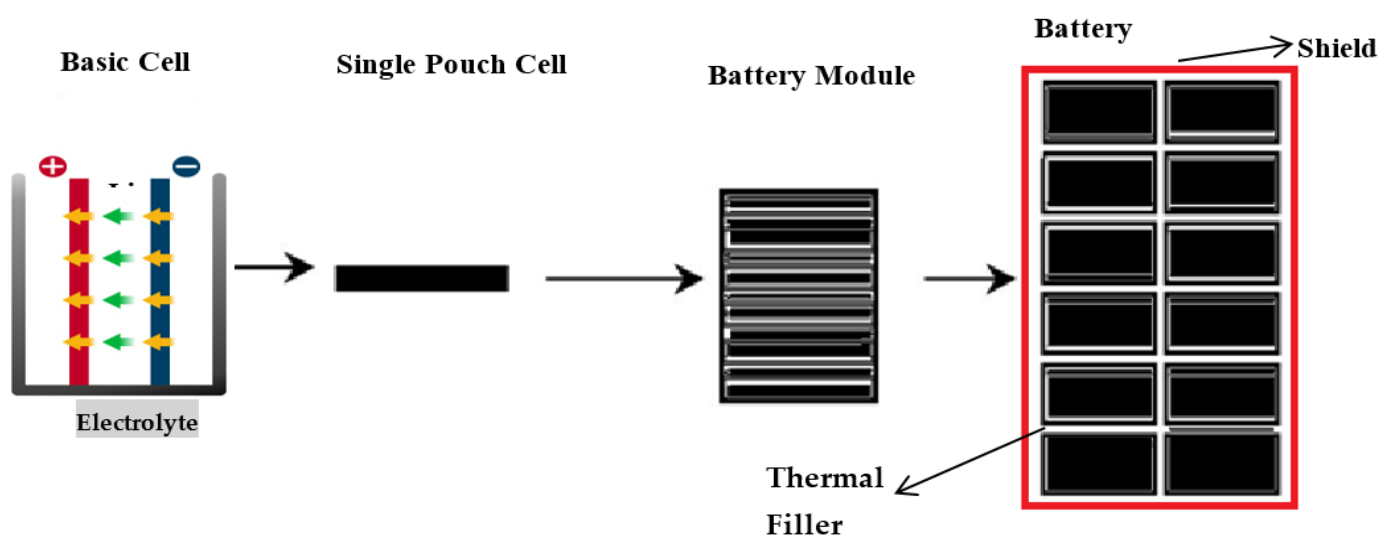 Basic Cell
Single Pouch Cell
Battery Module
Battery
Shield
+
−
Electrolyte
Thermal
Filler